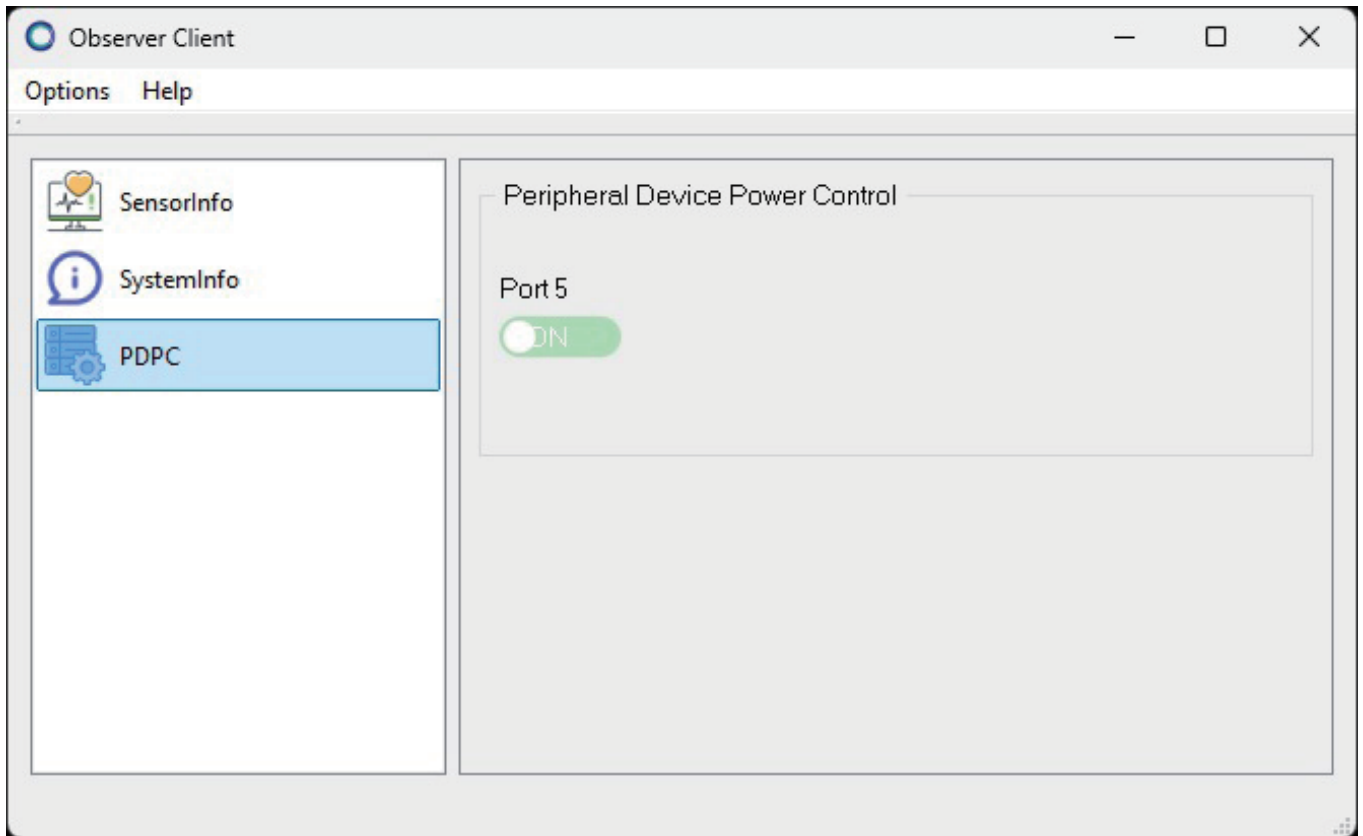 Observer Client
Options Help
SensorInfo
SystemInfo
PDPC
Peripheral Device Power Control
Port 5
ON